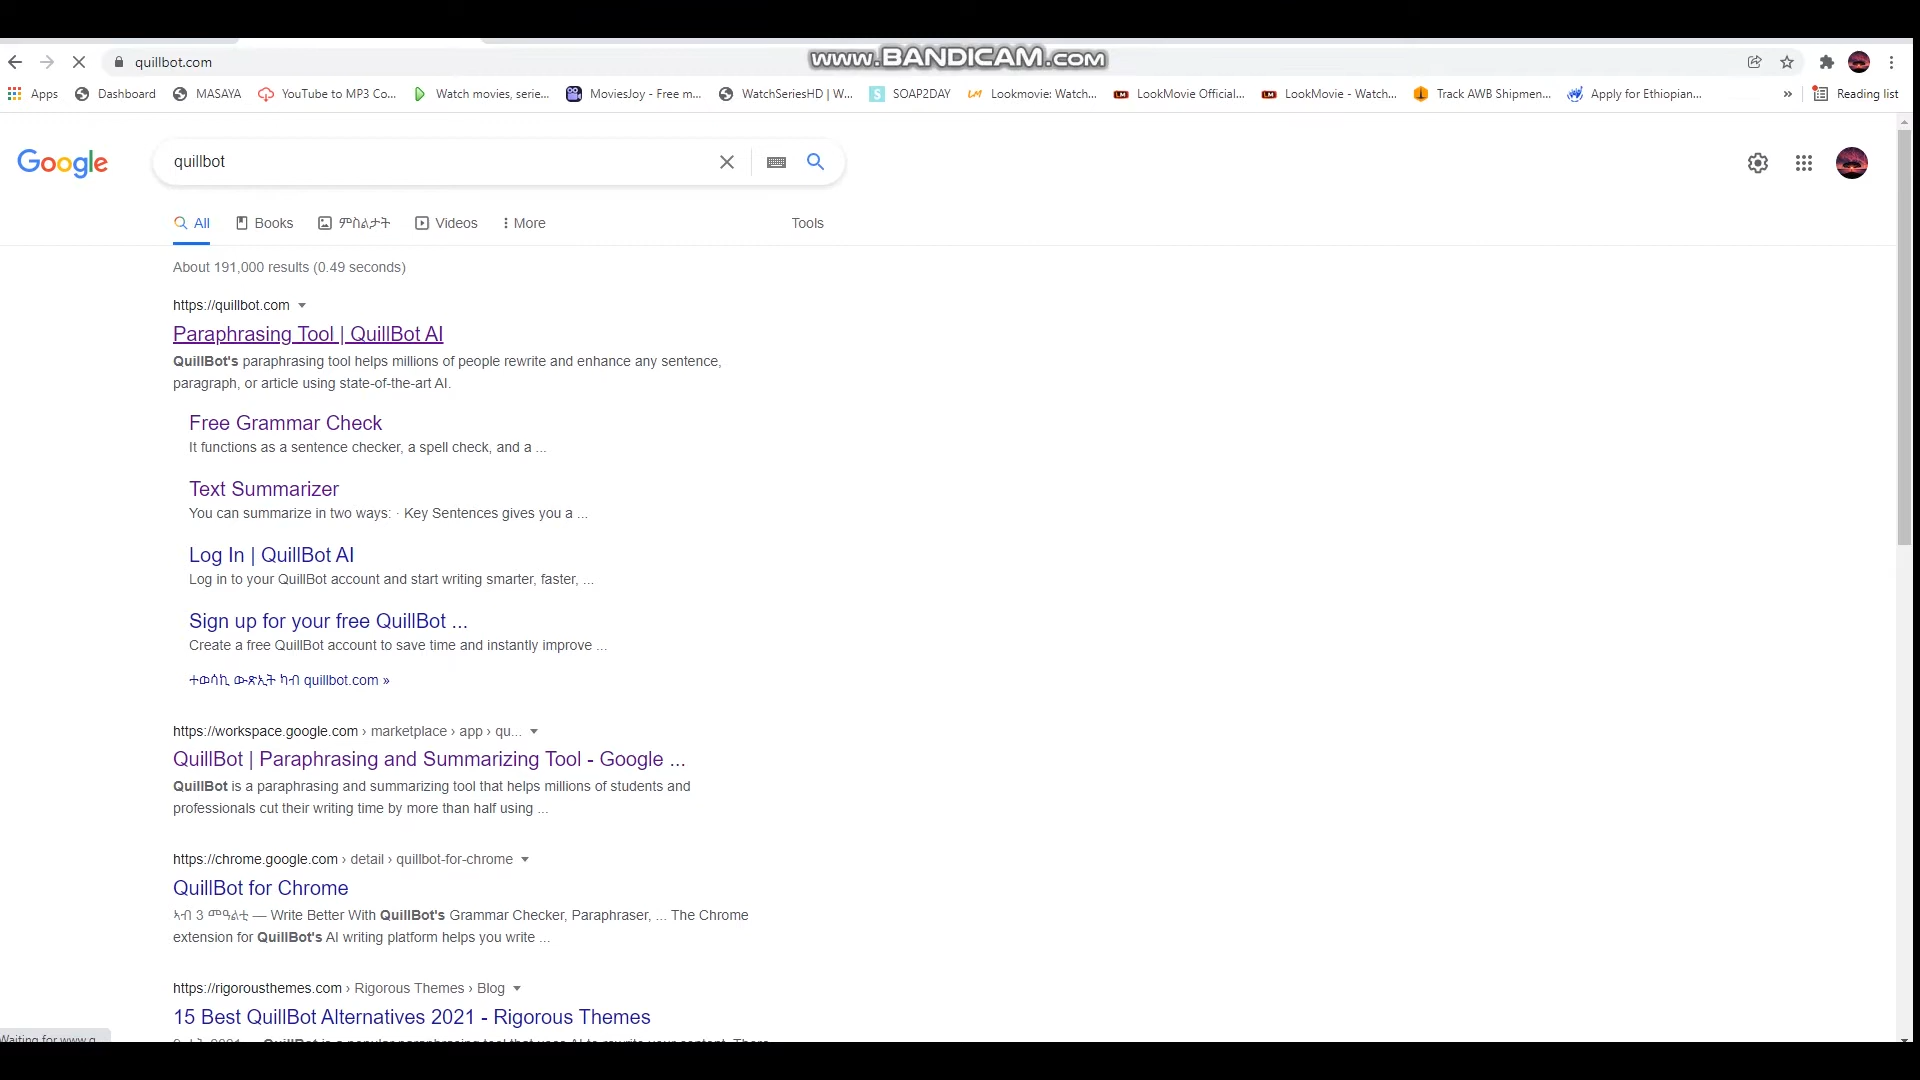 quillbot.com
www.BANDICAM.com
Apps
Dashboard
MASAYA
YouTube to MP3 Co...
Watch movies, serie...
MoviesJoy - Free m...
WatchSeriesHD | W...
SOAP2DAY
Lookmovie: Watch...
LookMovie Official...
LookMovie - Watch...
Track AWB Shipmen...
Apply for Ethiopian...
»
Reading list
Google
quillbot
All
Books
ምስልታት
Videos
More
Tools
About 191,000 results (0.49 seconds)
https://quillbot.com
Paraphrasing Tool | QuillBot AI
QuillBot's paraphrasing tool helps millions of people rewrite and enhance any sentence,
paragraph, or article using state-of-the-art AI.
Free Grammar Check
It functions as a sentence checker, a spell check, and a ...
Text Summarizer
You can summarize in two ways: · Key Sentences gives you a ...
Log In | QuillBot AI
Log in to your QuillBot account and start writing smarter, faster, ...
Sign up for your free QuillBot ...
Create a free QuillBot account to save time and instantly improve ...
ተወሳኪ ውጽኢት ካብ quillbot.com »
https://workspace.google.com › marketplace › app › qu...
QuillBot | Paraphrasing and Summarizing Tool - Google ...
QuillBot is a paraphrasing and summarizing tool that helps millions of students and
professionals cut their writing time by more than half using ...
https://chrome.google.com › detail › quillbot-for-chrome
QuillBot for Chrome
ኣብ 3 መዓልቲ — Write Better With QuillBot's Grammar Checker, Paraphraser, ... The Chrome
extension for QuillBot's AI writing platform helps you write ...
https://rigorousthemes.com › Rigorous Themes › Blog
15 Best QuillBot Alternatives 2021 - Rigorous Themes